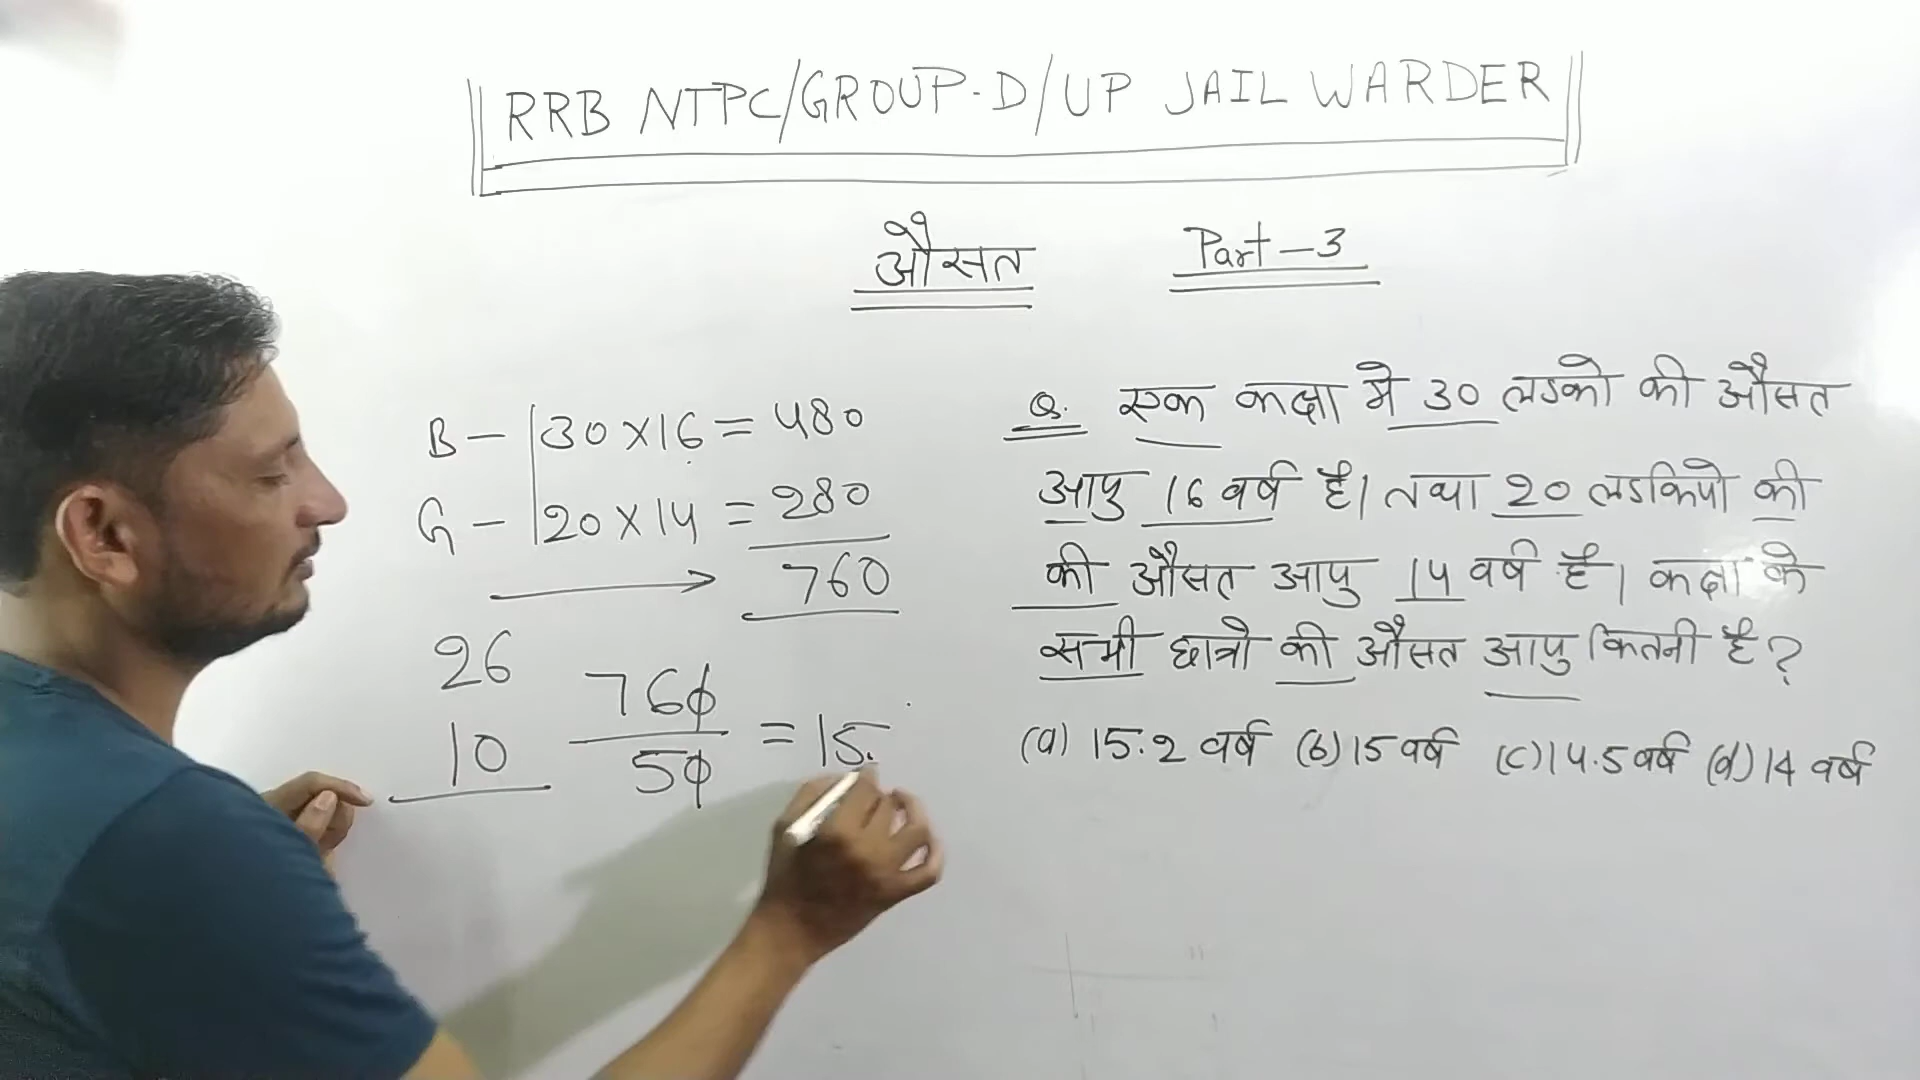 RRB NTPC/GROUP-D/UP JAIL WARDER
औसत Part-3
B - 30×16 = 480
G - 20×14 = 280
760
26
10
760
50
= 15.
Q. एक कक्षा मे 30 लडको की औसत
आयु 16 वर्ष है। तथा 20 लडकियो की
की औसत आयु 14 वर्ष है। कक्षा के
सभी छात्रो की औसत आयु कितनी है?
(a) 15.2 वर्ष (b) 15 वर्ष (c) 14.5 वर्ष (d) 14 वर्ष